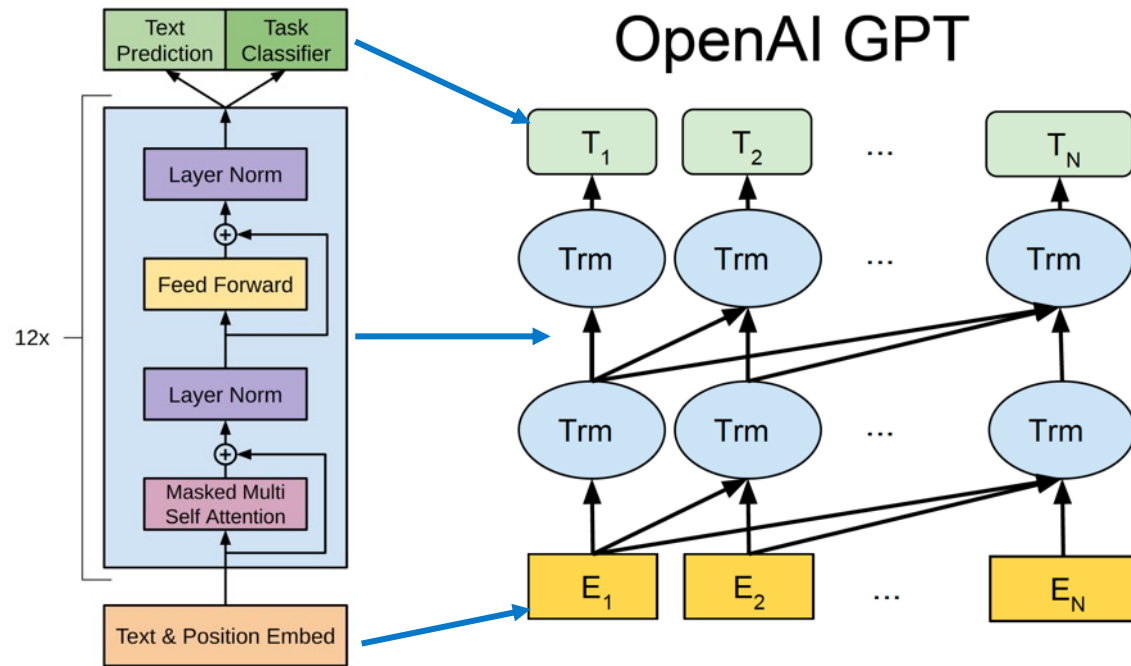 Text
Prediction
Task
Classifier
Layer Norm
+
Feed Forward
12x
Layer Norm
+
Masked Multi
Self Attention
Text & Position Embed
OpenAI GPT
T1 T2 ... TN
Trm Trm ... Trm
Trm Trm ... Trm
E1 E2 ... EN